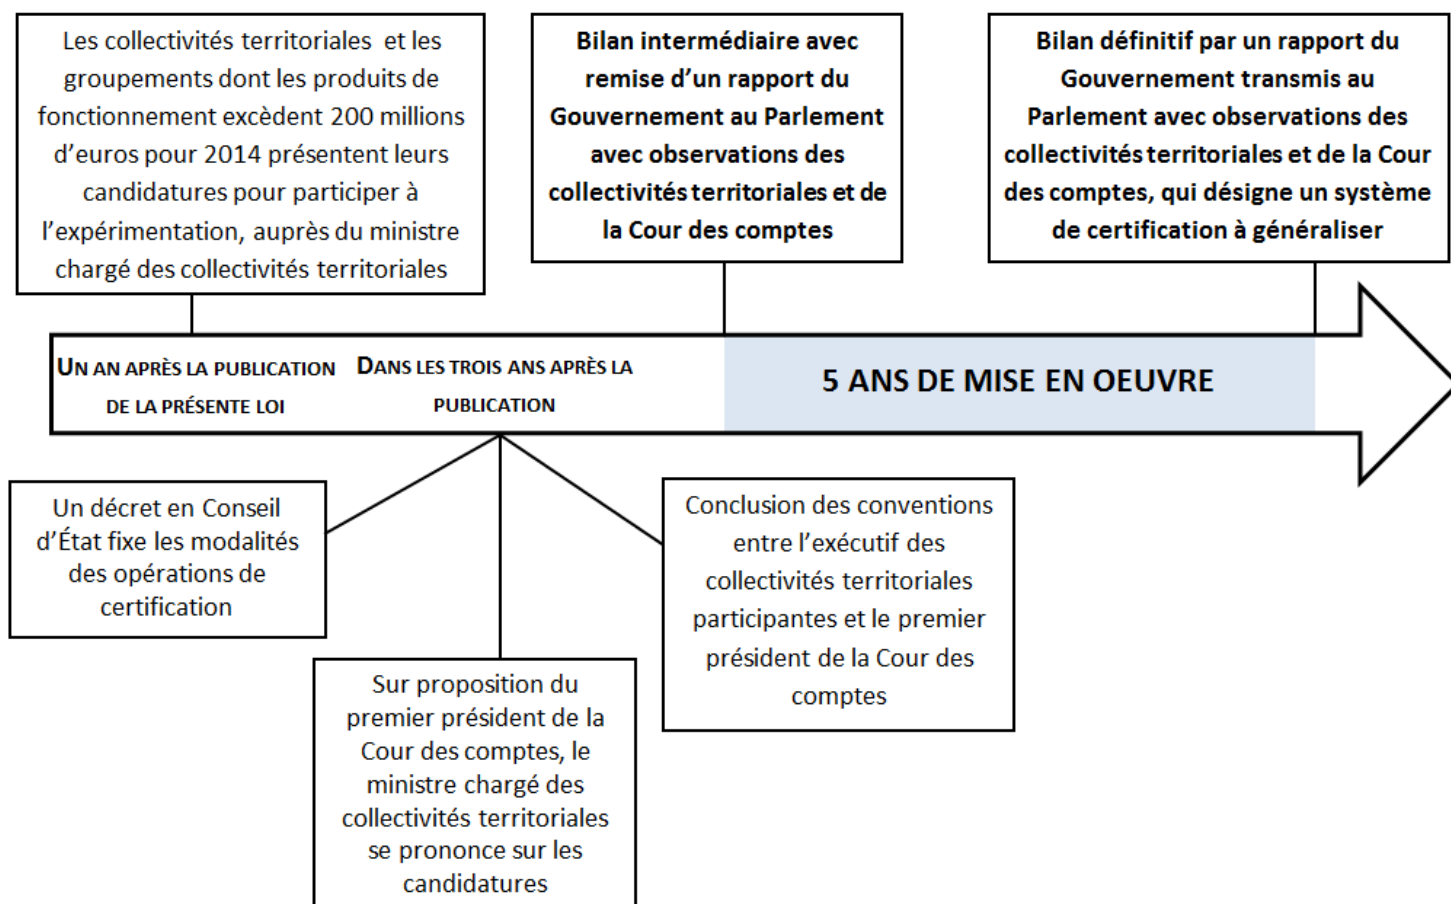 Les collectivités territoriales et les
groupements dont les produits de
fonctionnement excèdent 200 millions
d'euros pour 2014 présentent leurs
candidatures pour participer à
l'expérimentation, auprès du ministre
chargé des collectivités territoriales
Bilan intermédiaire avec
remise d'un rapport du
Gouvernement au Parlement
avec observations des
collectivités territoriales et de
la Cour des comptes
Bilan définitif par un rapport du
Gouvernement transmis au
Parlement avec observations des
collectivités territoriales et de la Cour
des comptes, qui désigne un système
de certification à généraliser
UN AN APRÈS LA PUBLICATION
DE LA PRÉSENTE LOI
DANS LES TROIS ANS APRÈS LA
PUBLICATION
5 ANS DE MISE EN OEUVRE
Un décret en Conseil
d'État fixe les modalités
des opérations de
certification
Sur proposition du
premier président de la
Cour des comptes, le
ministre chargé des
collectivités territoriales
se prononce sur les
candidatures
Conclusion des conventions
entre l'exécutif des
collectivités territoriales
participantes et le premier
président de la Cour des
comptes